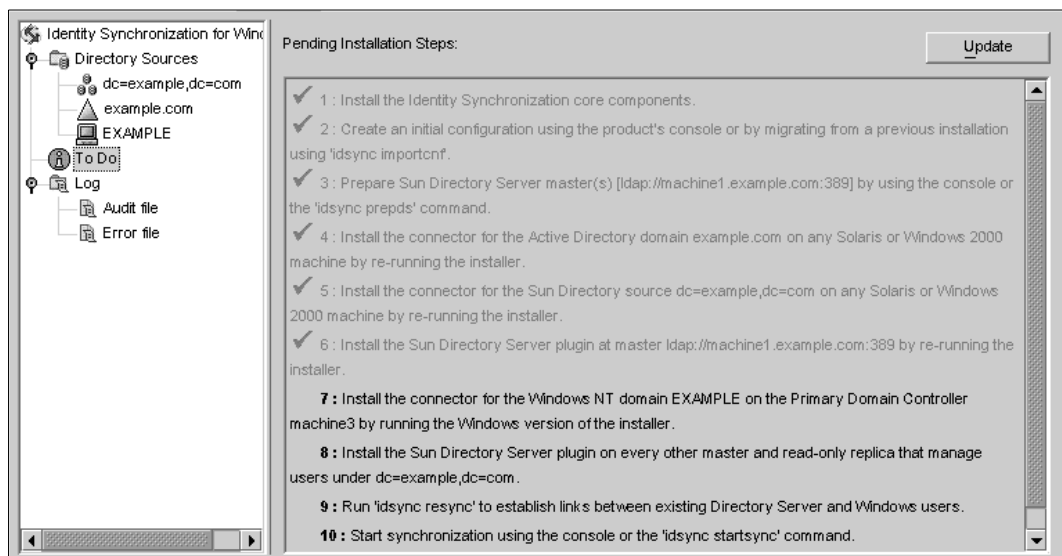 Identity Synchronization for Wind
Directory Sources
dc=example,dc=com
example.com
EXAMPLE
To Do
Log
Audit file
Error file
Pending Installation Steps:
Update
1 : Install the Identity Synchronization core components.
2 : Create an initial configuration using the product's console or by migrating from a previous installation
using 'idsync importcnf'.
3 : Prepare Sun Directory Server master(s) [ldap://machine1.example.com:389] by using the console or
the 'idsync prepds' command.
4 : Install the connector for the Active Directory domain example.com on any Solaris or Windows 2000
machine by re-running the installer.
5 : Install the connector for the Sun Directory source dc=example,dc=com on any Solaris or Windows
2000 machine by re-running the installer.
6 : Install the Sun Directory Server plugin at master ldap://machine1.example.com:389 by re-running the
installer.
7 : Install the connector for the Windows NT domain EXAMPLE on the Primary Domain Controller
machine3 by running the Windows version of the installer.
8 : Install the Sun Directory Server plugin on every other master and read-only replica that manage
users under dc=example,dc=com.
9 : Run 'idsync resync' to establish links between existing Directory Server and Windows users.
10 : Start synchronization using the console or the 'idsync startsync' command.